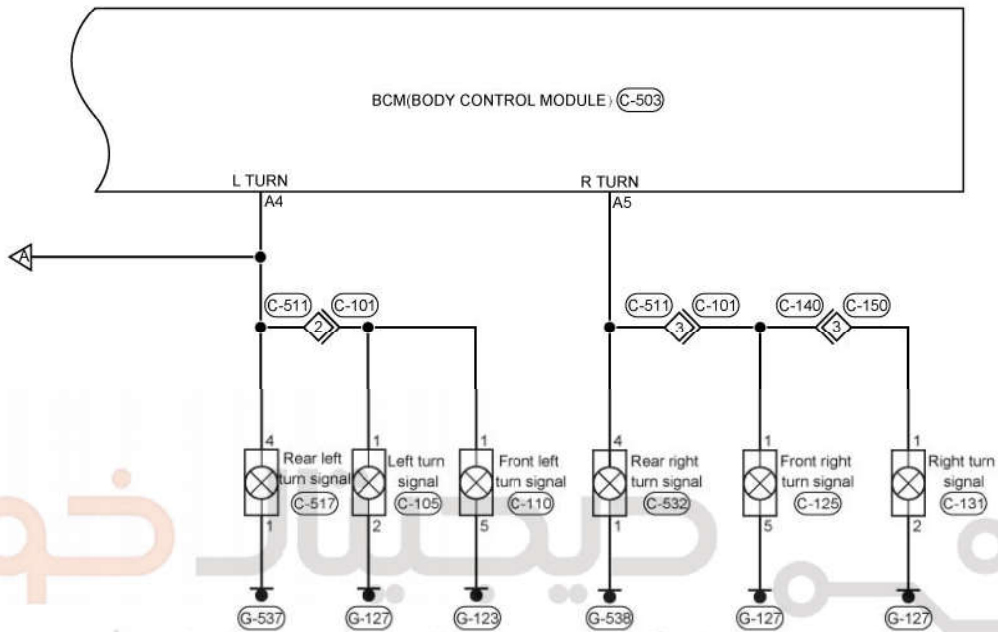 BCM(BODY CONTROL MODULE) C-503
L TURN
R TURN
A4
A5
A
C-511
C-101
C-511
C-101
C-140
C-150
2
3
3
4
1
1
4
1
1
Rear left
turn signal
C-517
Left turn
signal
C-105
Front left
turn signal
C-110
Rear right
turn signal
C-532
Front right
turn signal
C-125
Right turn
signal
C-131
1
2
5
1
5
2
G-537
G-127
G-123
G-538
G-127
G-127
دیجیتال خو